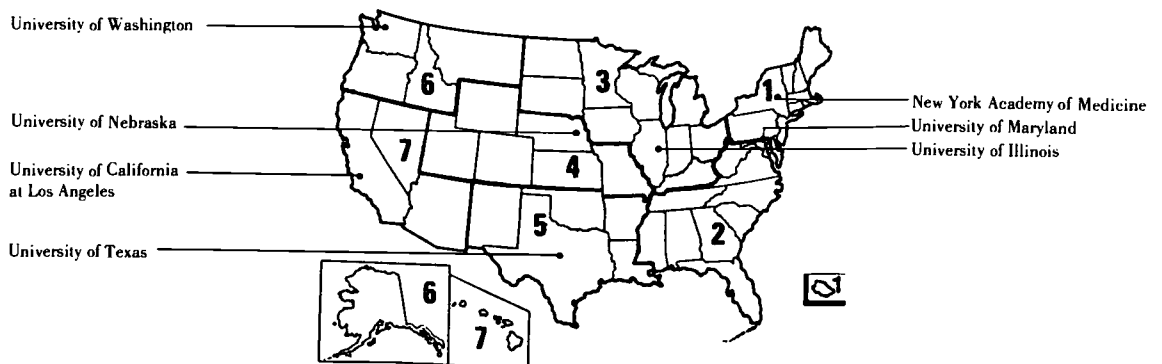 University of Washington
University of Nebraska
University of California
at Los Angeles
University of Texas
New York Academy of Medicine
University of Maryland
University of Illinois
6
3
1
7
4
5
2
6
7
1